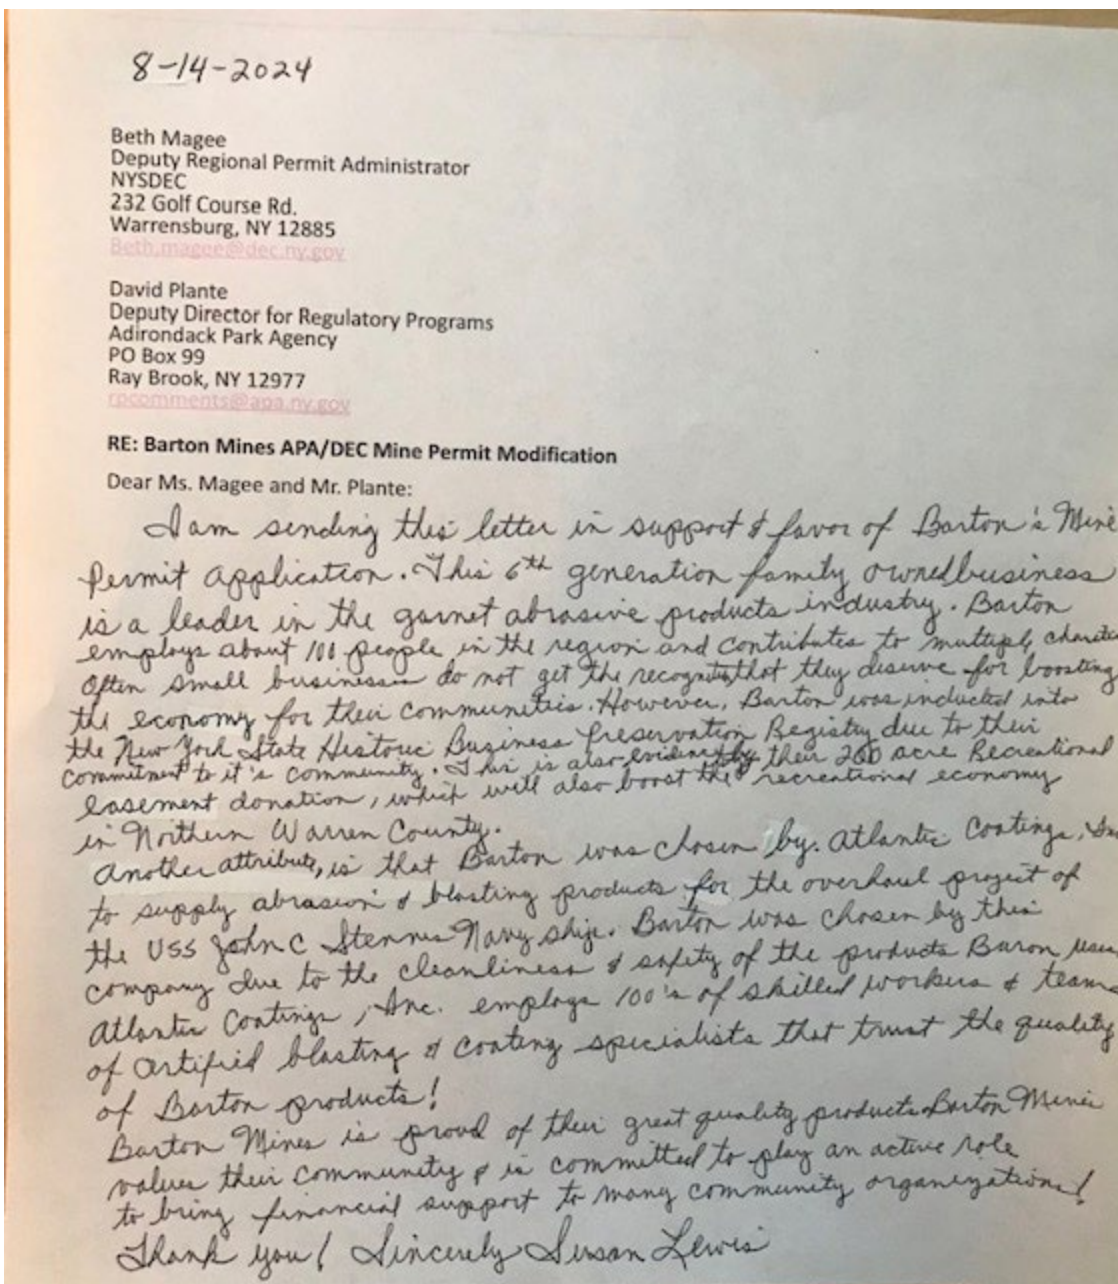 8-14-2024
Beth Magee
Deputy Regional Permit Administrator
NYSDEC
232 Golf Course Rd.
Warrensburg, NY 12885
Beth.magee@dec.ny.gov
David Plante
Deputy Director for Regulatory Programs
Adirondack Park Agency
PO Box 99
Ray Brook, NY 12977
rpcomments@apa.ny.gov
RE: Barton Mines APA/DEC Mine Permit Modification
Dear Ms. Magee and Mr. Plante:
I am sending this letter in support & favor of Barton's Mine
Permit Application. This 6th generation family owned business
is a leader in the garnet abrasive products industry. Barton
employs about 100 people in the region and contributes to multiple
Often small businesses do not get the that they deserve for boosting
the economy for their communities. However, Barton was inducted into
the New York State Historic Business Preservation Registry due to their
commitment to it's community. This is also evident by their acre Recreational
easement donation, which will also boost the recreational economy
in Northern Warren County.
Another attribute, is that Barton was chosen by. Atlantic Coatings,
to supply abrasion & blasting products for the overhaul project of
the USS John C Stennis Navy ship. Barton was chosen by this
company due to the cleanliness & safety of the products Baron
Atlantic Coatings, Inc. employs 100's of skilled workers & teams
of blasting & coating specialists that trust the quality
of Barton products!
Barton Mines is proud of their great quality products. Barton Mines
values their community & is committed to play an active role
to bring financial support to many community organizations!
Thank you! Sincerely Susan Lewis